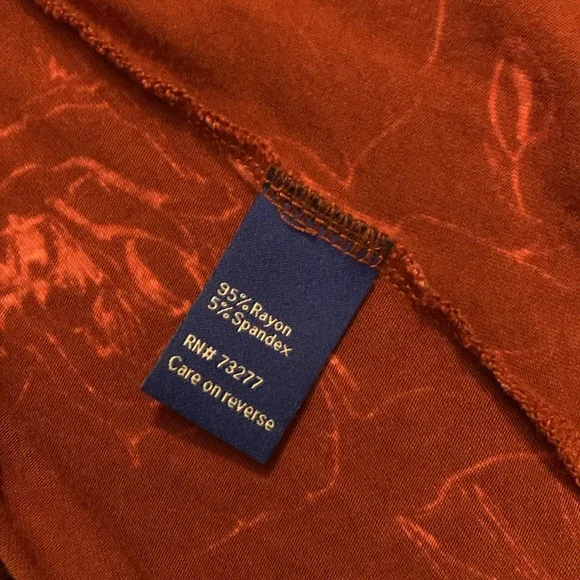 95% Rayon
5% Spandex
RN# 73277
Care on reverse